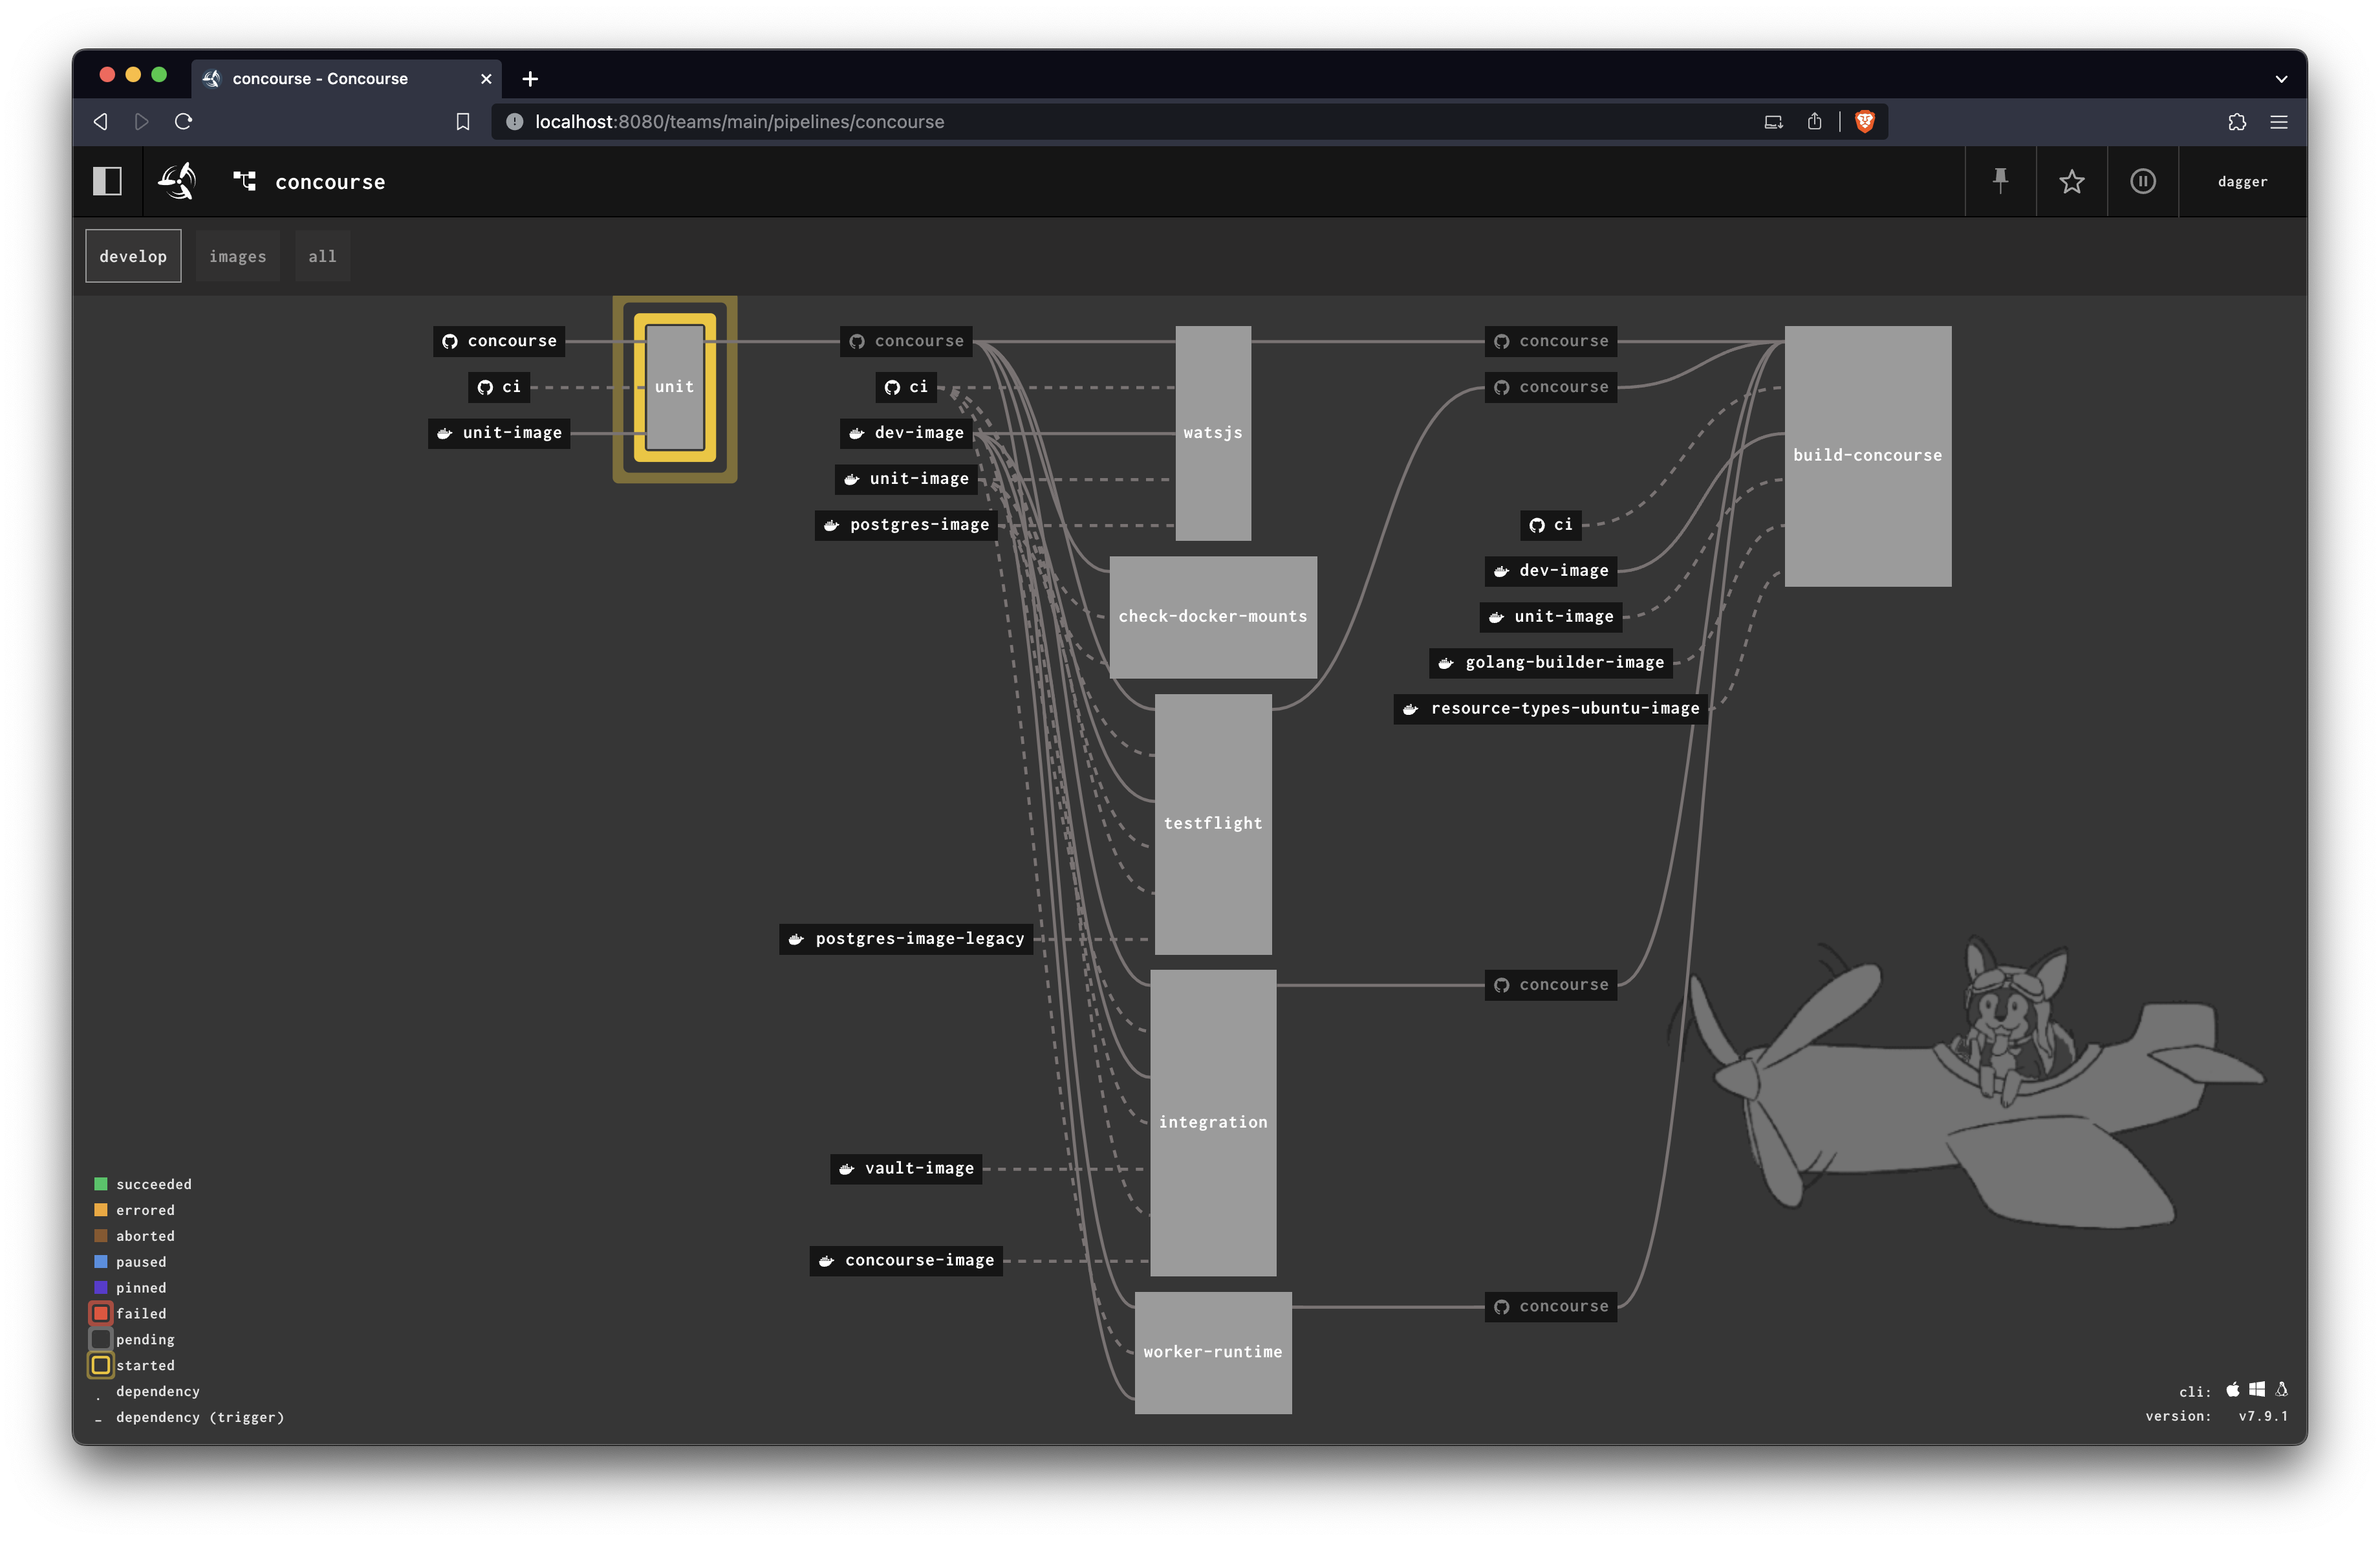 concourse - Concourse
localhost:8080/teams/main/pipelines/concourse
concourse
dagger
develop
images
all
concourse
ci
unit-image
unit
concourse
ci
dev-image
unit-image
postgres-image
postgres-image-legacy
vault-image
concourse-image
watsjs
check-docker-mounts
testflight
integration
worker-runtime
concourse
concourse
ci
dev-image
unit-image
golang-builder-image
resource-types-ubuntu-image
concourse
concourse
build-concourse
succeeded
errored
aborted
paused
pinned
failed
pending
started
dependency
dependency (trigger)
cli:
version: v7.9.1